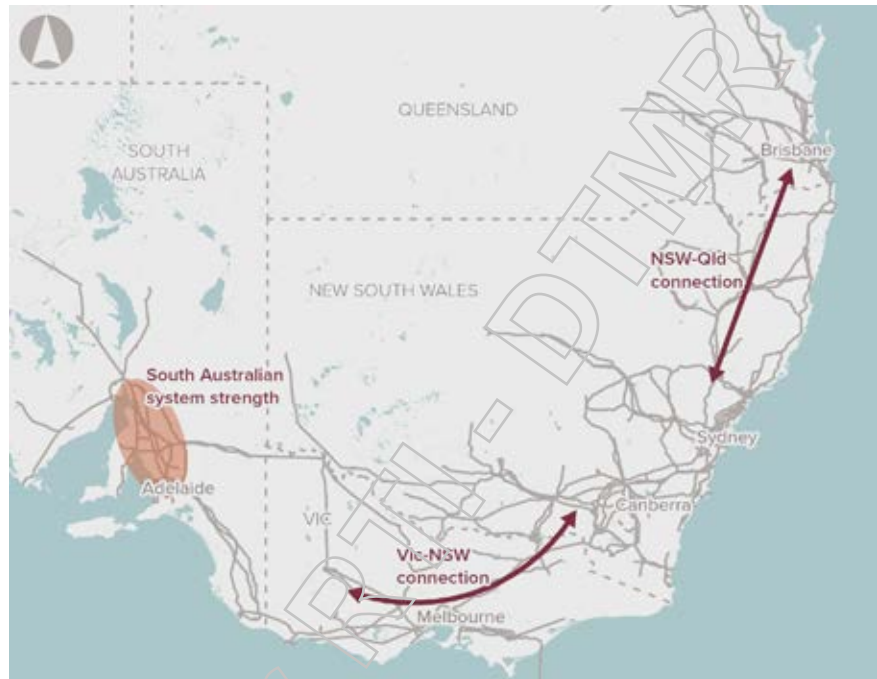 QUEENSLAND
Brisbane
SOUTH
AUSTRALIA
NSW-Qld
connection
NEW SOUTH WALES
South Australian
system strength
Sydney
Adelaide
Canberra
VIC
Vic-NSW
connection
Melbourne
RTI - DTMR